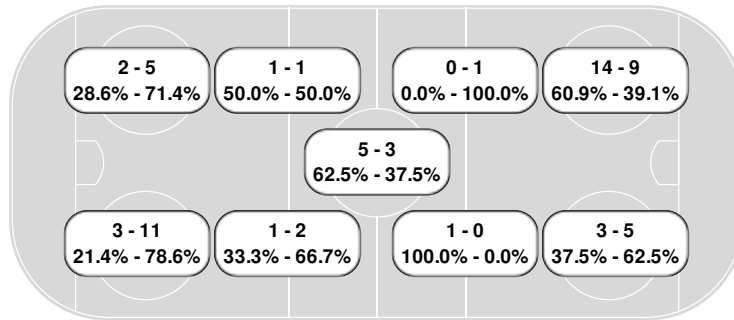 2 - 5
28.6% - 71.4%
1 - 1
50.0% - 50.0%
0 - 1
0.0% - 100.0%
14 - 9
60.9% - 39.1%
5 - 3
62.5% - 37.5%
3 - 11
21.4% - 78.6%
1 - 2
33.3% - 66.7%
1 - 0
100.0% - 0.0%
3 - 5
37.5% - 62.5%